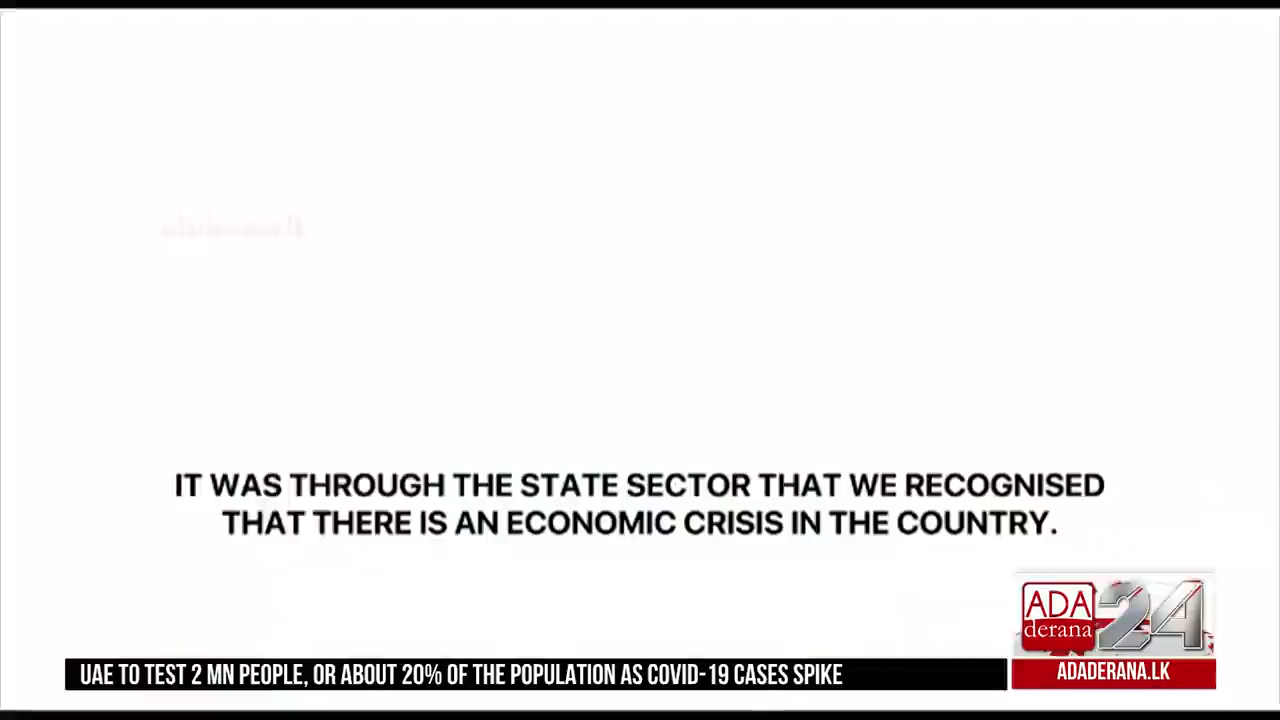 IT WAS THROUGH THE STATE SECTOR THAT WE RECOGNISED
THAT THERE IS AN ECONOMIC CRISIS IN THE COUNTRY.
ADA
derana
24
UAE TO TEST 2 MN PEOPLE, OR ABOUT 20% OF THE POPULATION AS COVID-19 CASES SPIKE
ADADERANA.LK